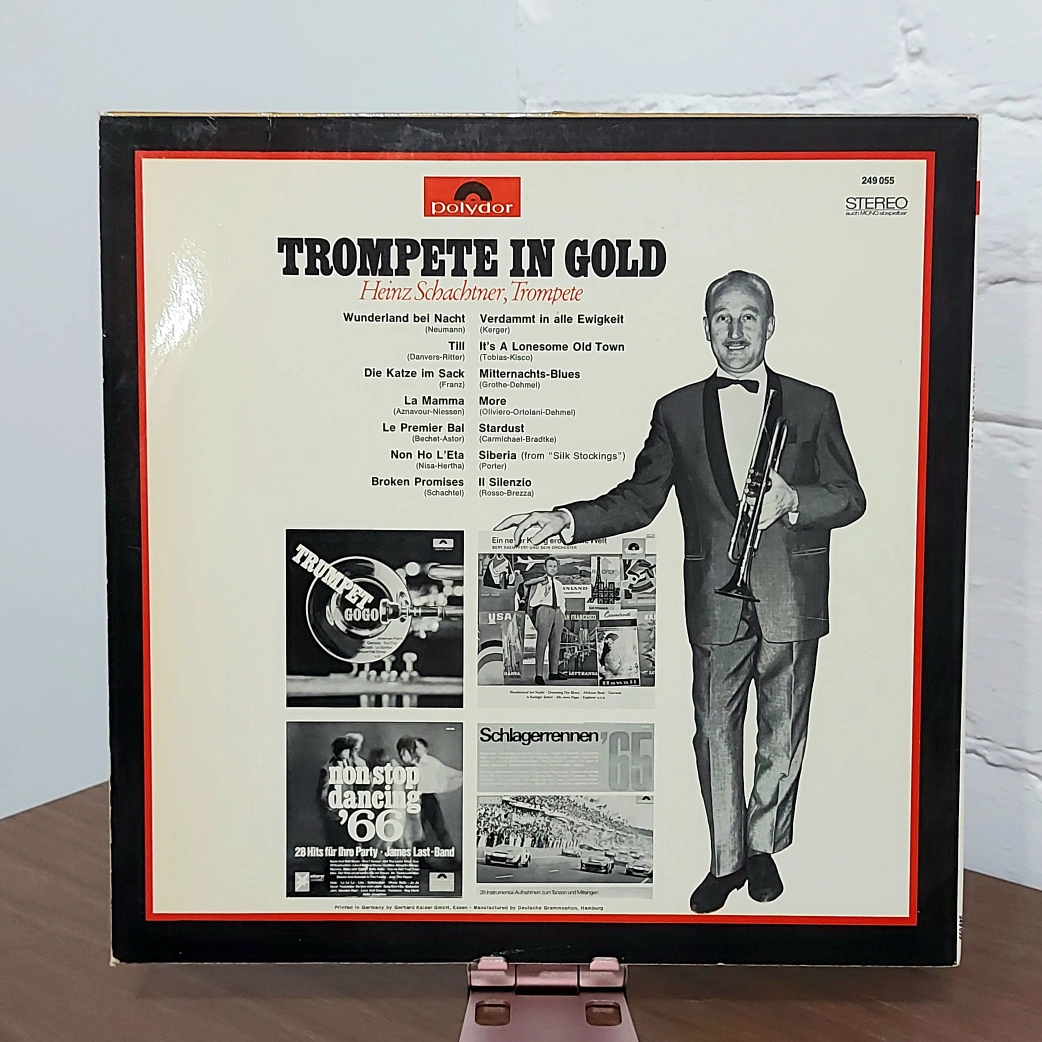 polydor
249 055
STEREO
auch MONO abspielbar
TROMPETE IN GOLD
Heinz Schachtner, Trompete
Wunderland bei Nacht
(Neumann)
Till
(Danvers-Ritter)
Die Katze im Sack
(Franz)
La Mamma
(Aznavour-Niessen)
Le Premier Bal
(Bechet-Astor)
Non Ho L'Eta
(Nisa-Hertha)
Broken Promises
(Schachtel)
Verdammt in alle Ewigkeit
(Kerger)
It's A Lonesome Old Town
(Tobias-Kisco)
Mitternachts-Blues
(Grothe-Dehmel)
More
(Oliviero-Ortolani-Dehmel)
Stardust
(Carmichael-Bradtke)
Siberia (from "Silk Stockings")
(Porter)
Il Silenzio
(Rosso-Brezza)
TRUMPET
GOGO
Ein ne
Welt
BERT KAEMPFERT UND SEIN ORCHESTER
USA
SAN FRANCISCO
LUFTHANSA
Hawaii
non stop
dancing
'66
28 Hits für Ihre Party · James Last-Band
Schlagerrennen '65
28 Instrumental-Aufnahmen zum Tanzen und Mitsingen
Printed in Germany by Gerhard Kaiser GmbH, Essen · Manufactured by Deutsche Grammophon, Hamburg